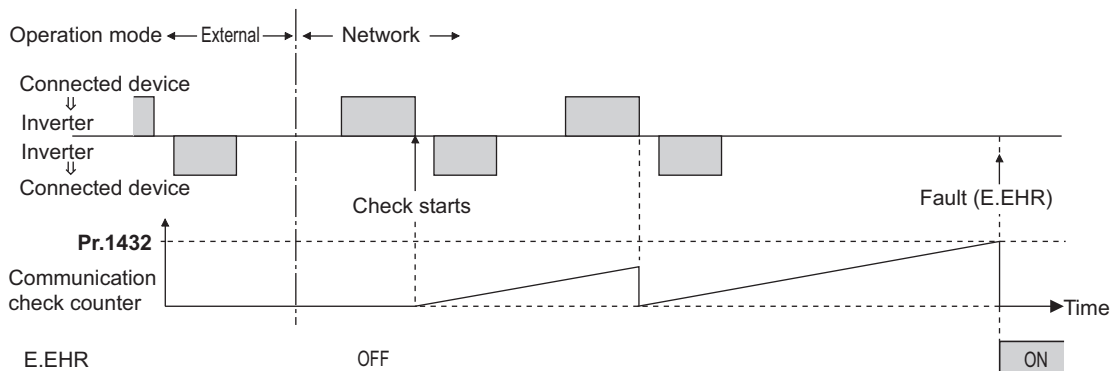 Operation mode External Network
Connected device
⇓
Inverter
Inverter
⇓
Connected device
Check starts
Fault (E.EHR)
Pr.1432
Communication
check counter
Time
E.EHR OFF ON